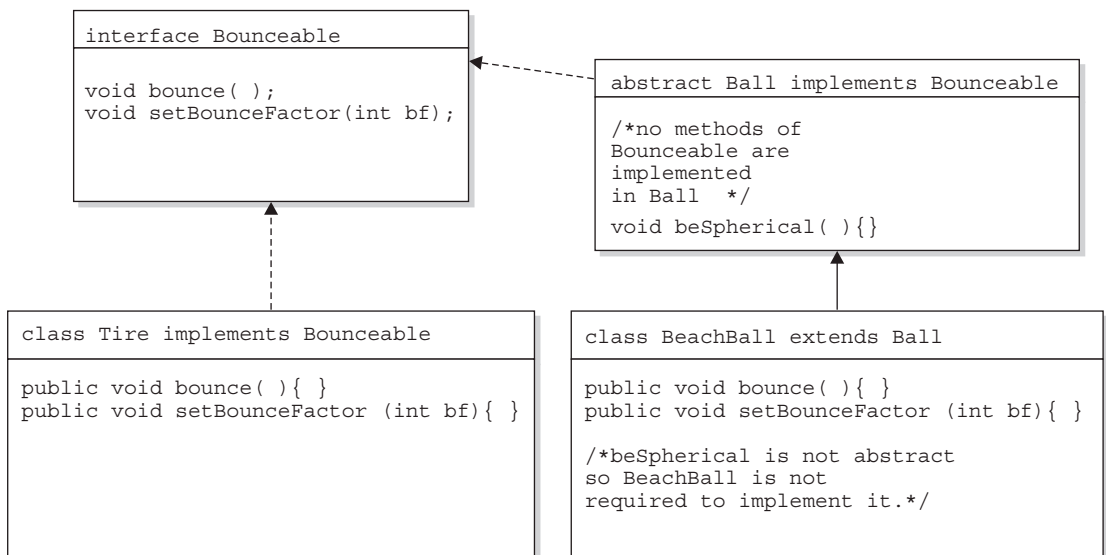 interface Bounceable
void bounce( );
void setBounceFactor(int bf);
abstract Ball implements Bounceable
/*no methods of
Bounceable are
implemented
in Ball */
void beSpherical( ){}
class Tire implements Bounceable
public void bounce( ){ }
public void setBounceFactor (int bf){ }
class BeachBall extends Ball
public void bounce( ){ }
public void setBounceFactor (int bf){ }
/*beSpherical is not abstract
so BeachBall is not
required to implement it.*/